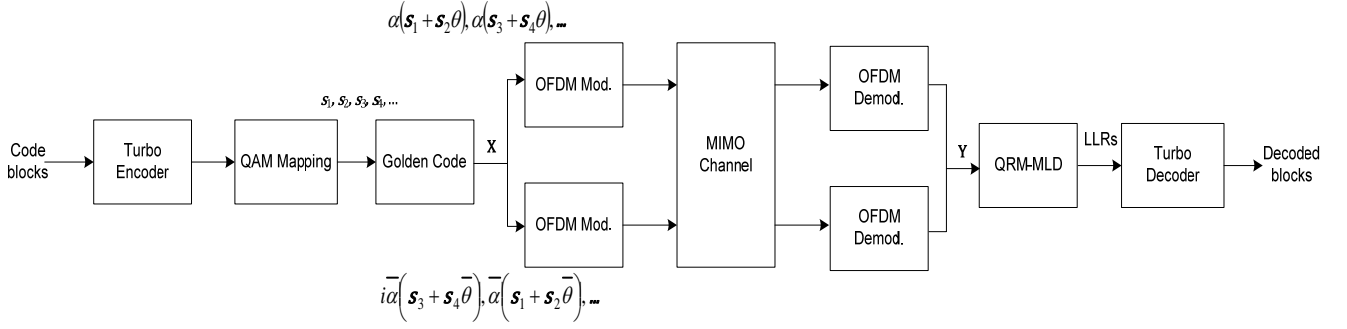 α(s₁ + s₂θ), α(s₃ + s₄θ), ...
OFDM Mod.
OFDM
Demod.
s₁, s₂, s₃, s₄, ...
Code
blocks
Turbo
Encoder
QAM Mapping
Golden Code
X
MIMO
Channel
Y
QRM-MLD
LLRs
Turbo
Decoder
Decoded
blocks
OFDM Mod.
OFDM
Demod.
iᾱ(s₃ + s₄θ̄), ᾱ(s₁ + s₂θ̄), ...